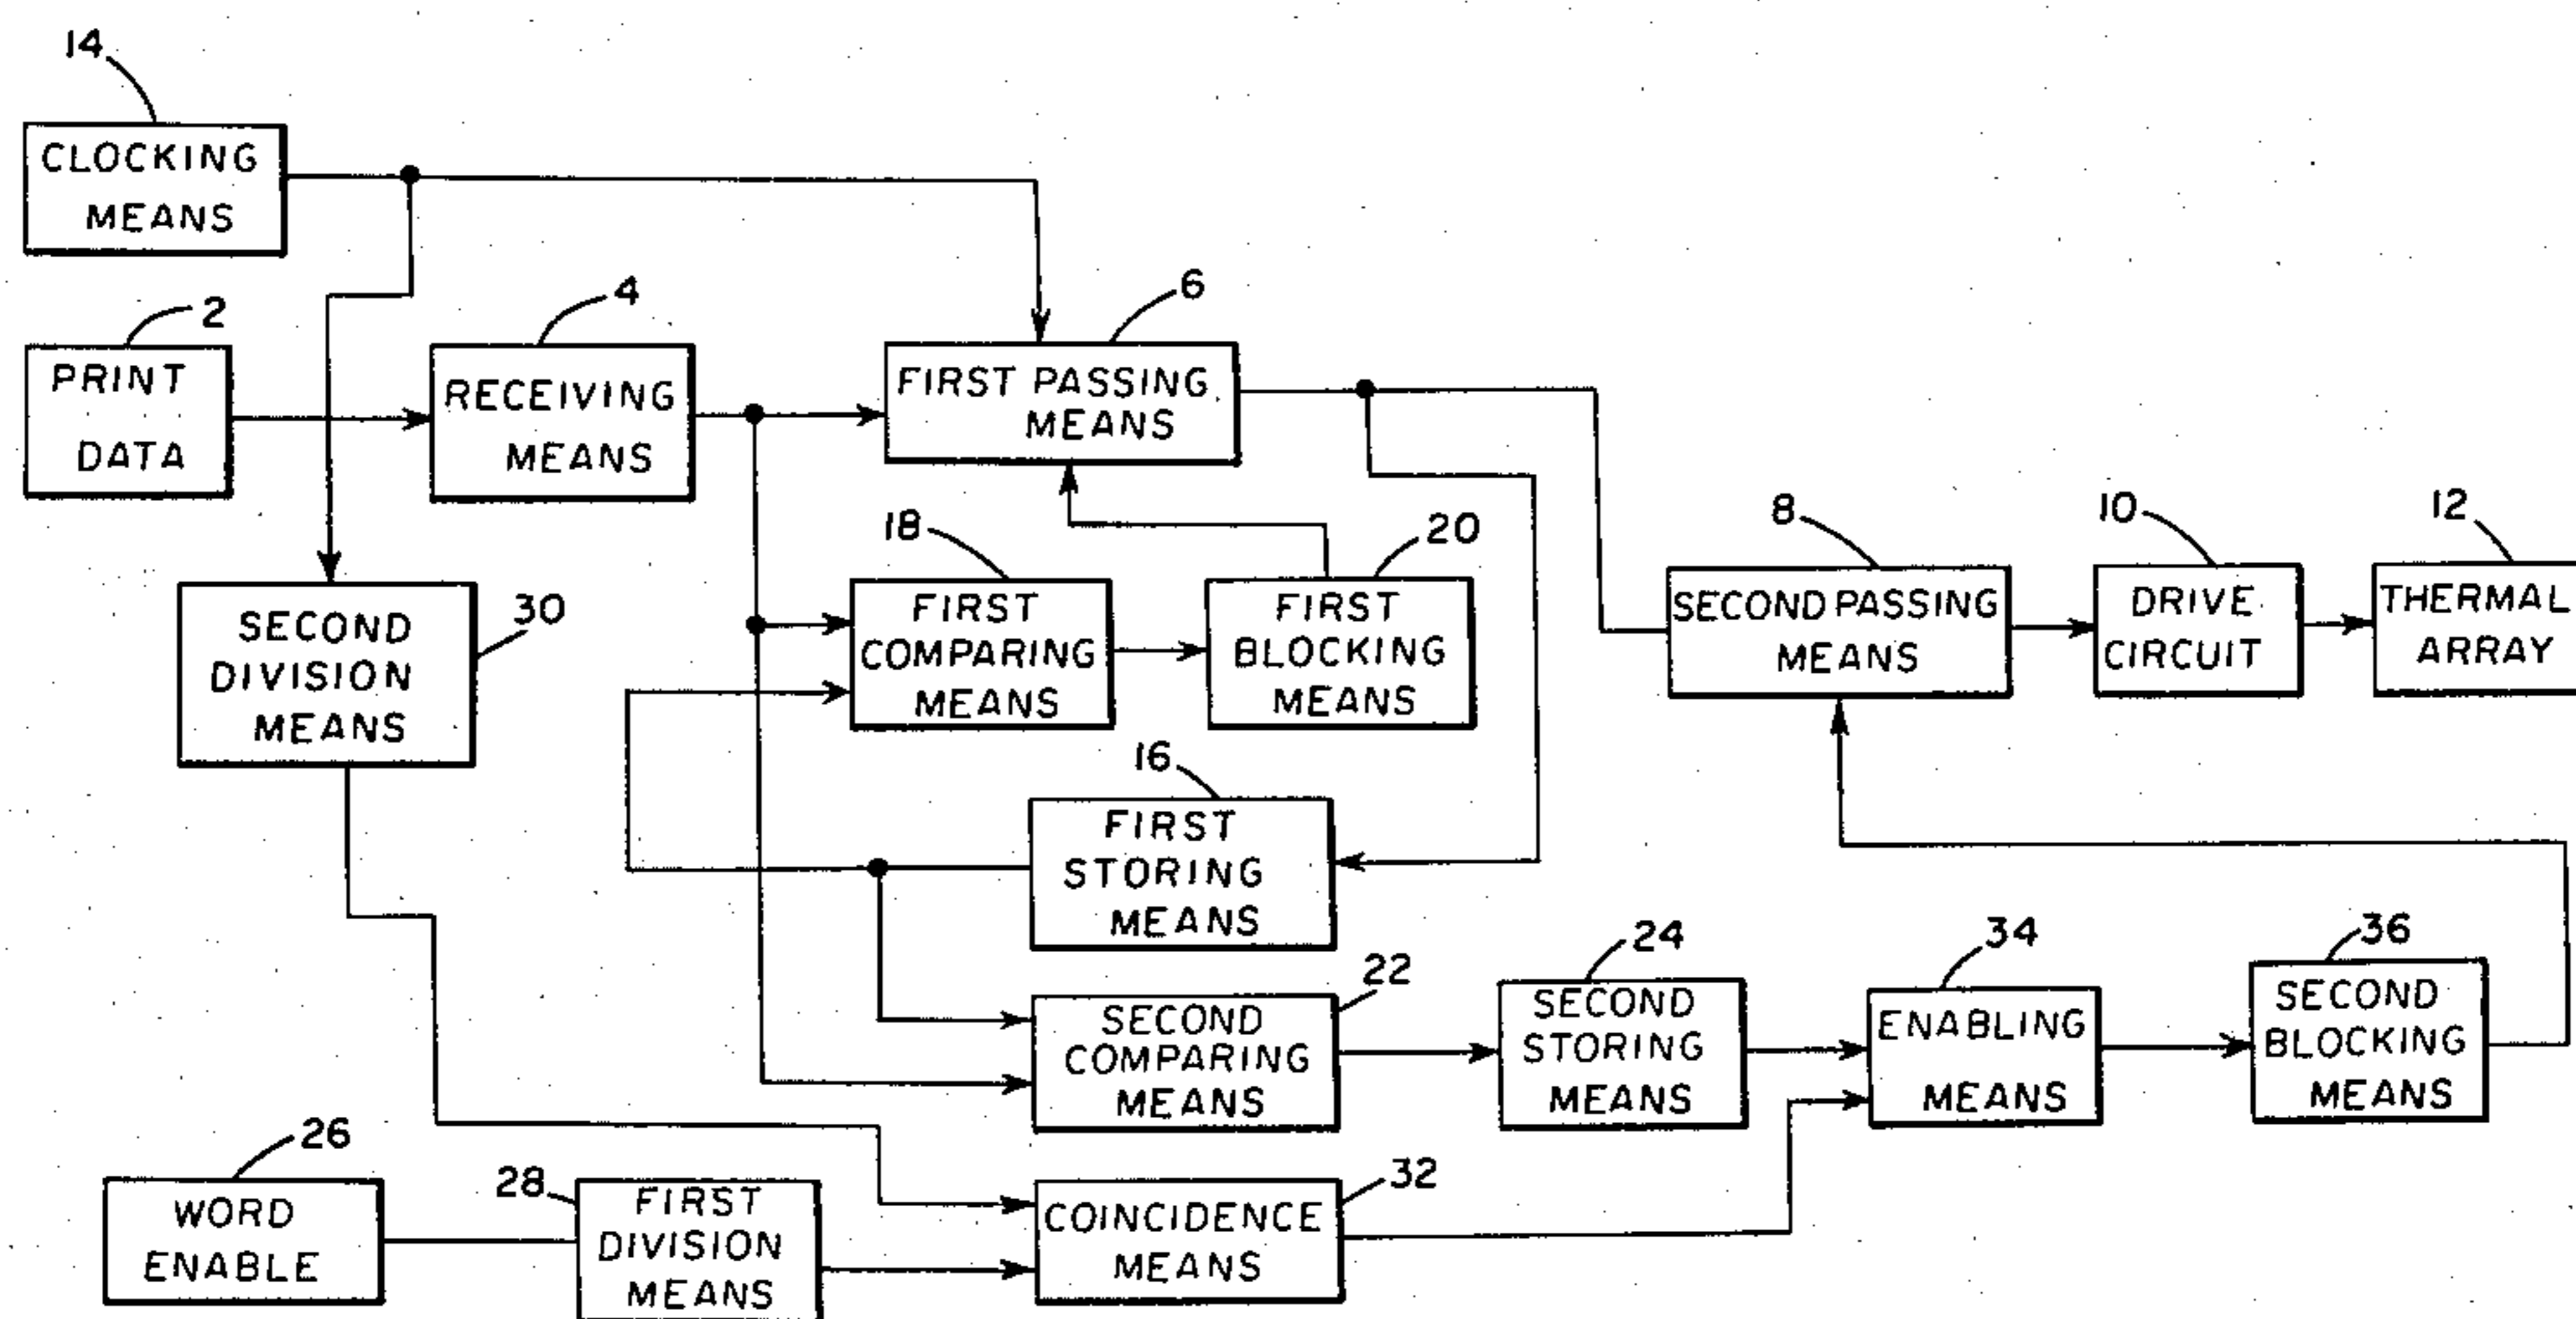 14
CLOCKING
MEANS
2
PRINT
DATA
4
RECEIVING
MEANS
6
FIRST PASSING
MEANS
18
FIRST
COMPARING
MEANS
20
FIRST
BLOCKING
MEANS
8
SECOND PASSING
MEANS
10
DRIVE
CIRCUIT
12
THERMAL
ARRAY
30
SECOND
DIVISION
MEANS
16
FIRST
STORING
MEANS
22
SECOND
COMPARING
MEANS
24
SECOND
STORING
MEANS
34
ENABLING
MEANS
36
SECOND
BLOCKING
MEANS
26
WORD
ENABLE
28
FIRST
DIVISION
MEANS
32
COINCIDENCE
MEANS